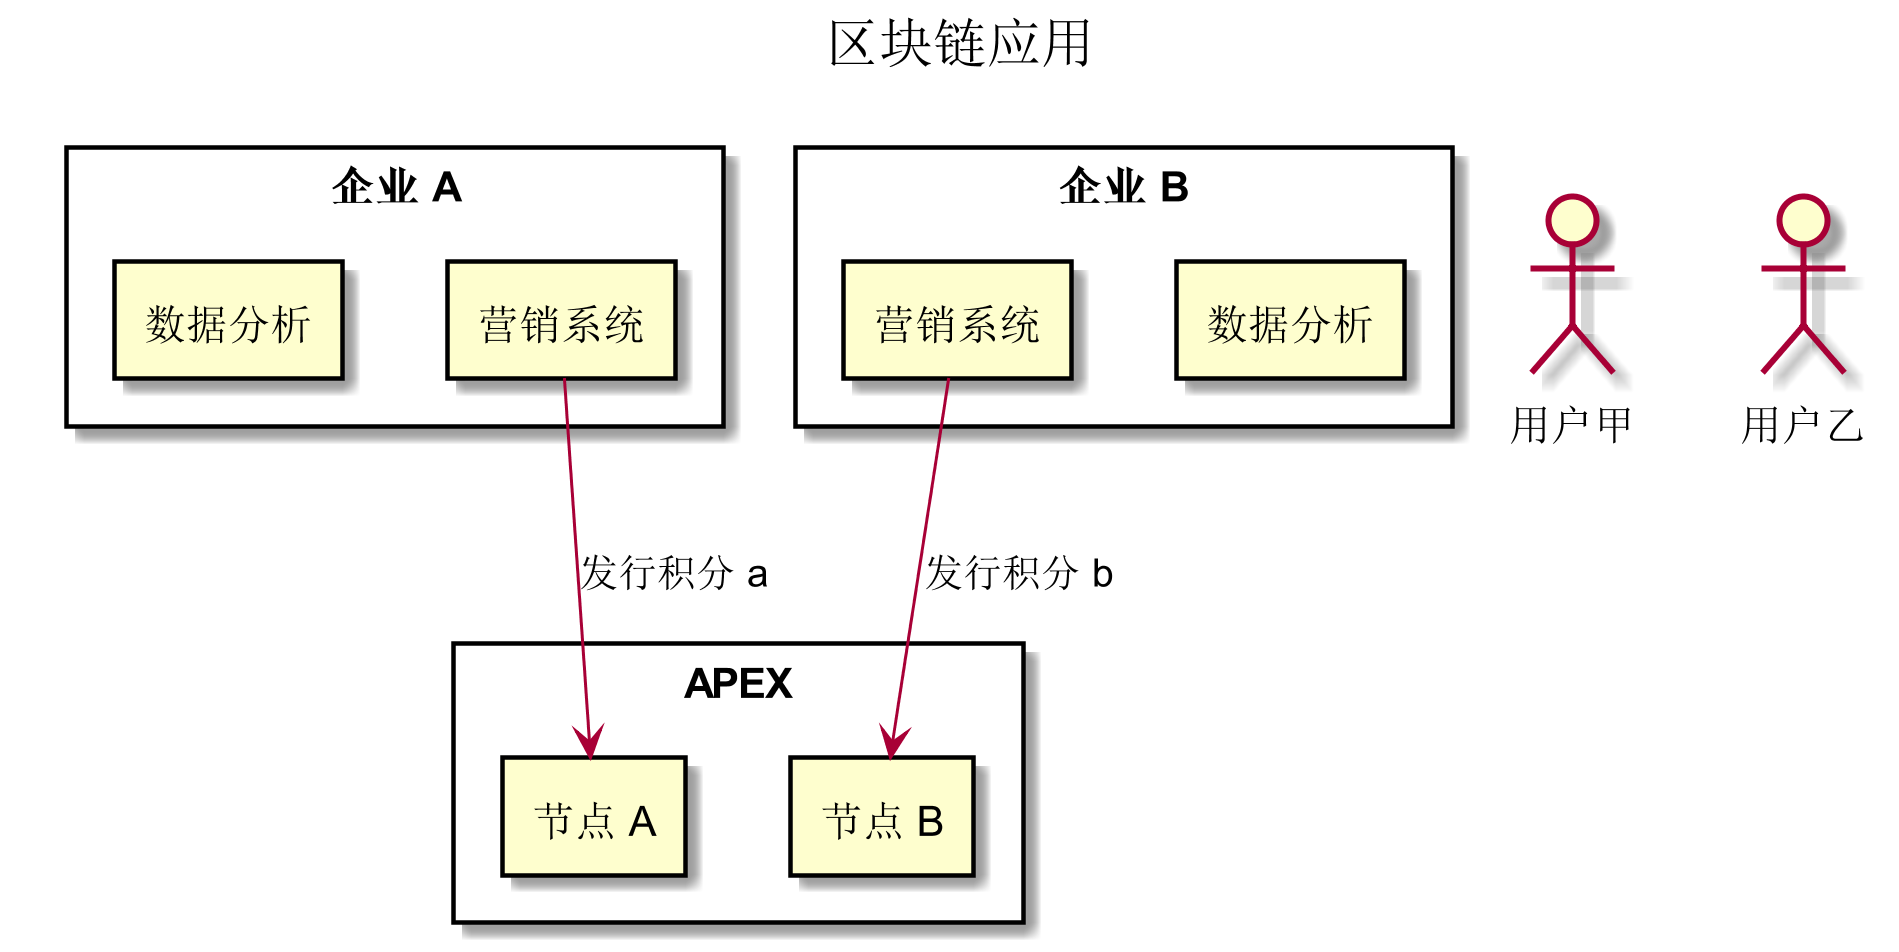 区块链应用
企业 A
企业 B
数据分析
营销系统
营销系统
数据分析
用户甲
用户乙
发行积分 a
发行积分 b
APEX
节点 A
节点 B